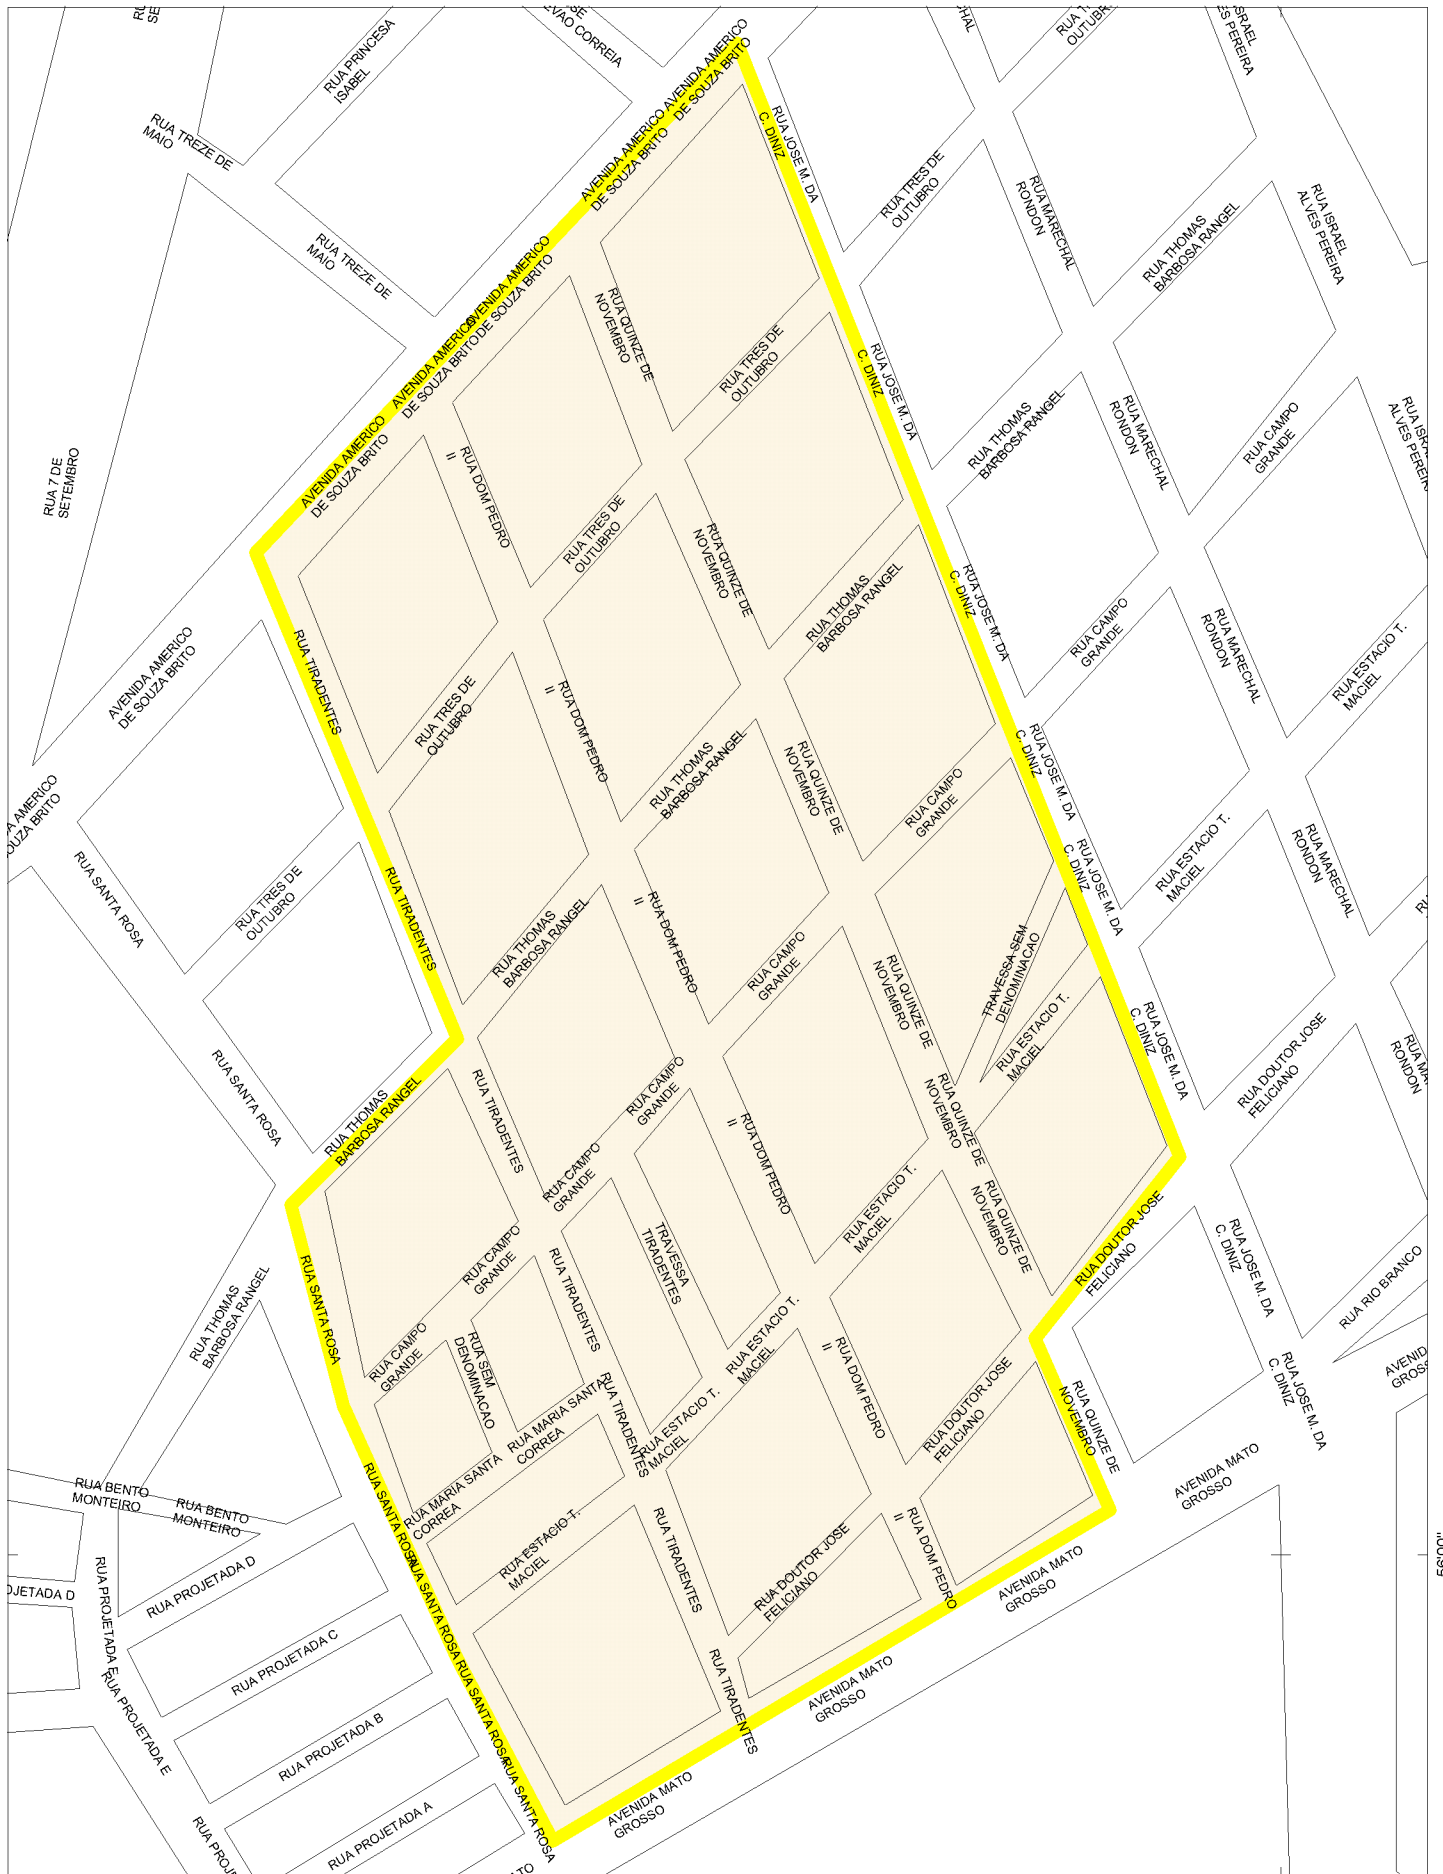 RUA PRINCESA
ISABEL
RUA TREZE DE
MAIO
RUA TREZE DE
MAIO
AVENIDA AMERICO
DE SOUZA BRITO
AVENIDA AMERICO
DE SOUZA BRITO
AVENIDA AMERICO
DE SOUZA BRITO
AVENIDA AMERICO
DE SOUZA BRITO
AVENIDA AMERICO
DE SOUZA BRITO
AVENIDA AMERICO
DE SOUZA BRITO
RUA 7 DE
SETEMBRO
RUA JOSE M. DA
C. DINIZ
RUA TRES DE
OUTUBRO
RUA MARECHAL
RONDON
RUA THOMAS
BARBOSA RANGEL
RUA ISRAEL
ALVES PEREIRA
RUA QUINZE DE
NOVEMBRO
RUA TRES DE
OUTUBRO
RUA JOSE M. DA
C. DINIZ
RUA THOMAS
BARBOSA RANGEL
RUA MARECHAL
RONDON
RUA CAMPO
GRANDE
RUA DOM PEDRO
II
RUA TRES DE
OUTUBRO
RUA QUINZE DE
NOVEMBRO
RUA THOMAS
BARBOSA RANGEL
RUA JOSE M. DA
C. DINIZ
RUA CAMPO
GRANDE
RUA MARECHAL
RONDON
RUA ESTACIO T.
MACIEL
RUA TIRADENTES
RUA TRES DE
OUTUBRO
RUA DOM PEDRO
II
RUA THOMAS
BARBOSA RANGEL
RUA QUINZE DE
NOVEMBRO
RUA CAMPO
GRANDE
RUA JOSE M. DA
C. DINIZ
RUA JOSE M. DA
C. DINIZ
RUA ESTACIO T.
MACIEL
RUA MARECHAL
RONDON
RUA SANTA ROSA
RUA TRES DE
OUTUBRO
RUA TIRADENTES
RUA THOMAS
BARBOSA RANGEL
RUA DOM PEDRO
II
RUA CAMPO
GRANDE
RUA QUINZE DE
NOVEMBRO
TRAVESSA SEM
DENOMINACAO
RUA ESTACIO T.
MACIEL
RUA JOSE M. DA
C. DINIZ
RUA DOUTOR JOSE
FELICIANO
RUA SANTA ROSA
RUA THOMAS
BARBOSA RANGEL
RUA TIRADENTES
RUA CAMPO
GRANDE
RUA CAMPO
GRANDE
RUA DOM PEDRO
II
RUA ESTACIO T.
MACIEL
RUA QUINZE DE
NOVEMBRO
RUA QUINZE DE
NOVEMBRO
RUA DOUTOR JOSE
FELICIANO
RUA JOSE M. DA
C. DINIZ
RUA RIO BRANCO
RUA THOMAS
BARBOSA RANGEL
RUA SANTA ROSA
RUA CAMPO
GRANDE
RUA CAMPO
GRANDE
RUA SEM
DENOMINACAO
RUA TIRADENTES
TRAVESSA
TIRADENTES
RUA ESTACIO T.
MACIEL
RUA DOM PEDRO
II
RUA DOUTOR JOSE
FELICIANO
RUA QUINZE DE
NOVEMBRO
RUA JOSE M. DA
C. DINIZ
AVENIDA MATO
GROSSO
RUA BENTO
MONTEIRO
RUA BENTO
MONTEIRO
RUA SANTA ROSA
RUA MARIA SANTA
CORREA
RUA MARIA SANTA
CORREA
RUA TIRADENTES
RUA ESTACIO T.
MACIEL
RUA ESTACIO T.
MACIEL
RUA TIRADENTES
RUA DOUTOR JOSE
FELICIANO
RUA DOM PEDRO
II
AVENIDA MATO
GROSSO
RUA PROJETADA D
RUA PROJETADA E
RUA PROJETADA C
RUA PROJETADA E
RUA PROJETADA B
RUA PROJETADA A
RUA SANTA ROSA
RUA SANTA ROSA
RUA SANTA ROSA
RUA TIRADENTES
AVENIDA MATO
GROSSO
AVENIDA MATO
GROSSO